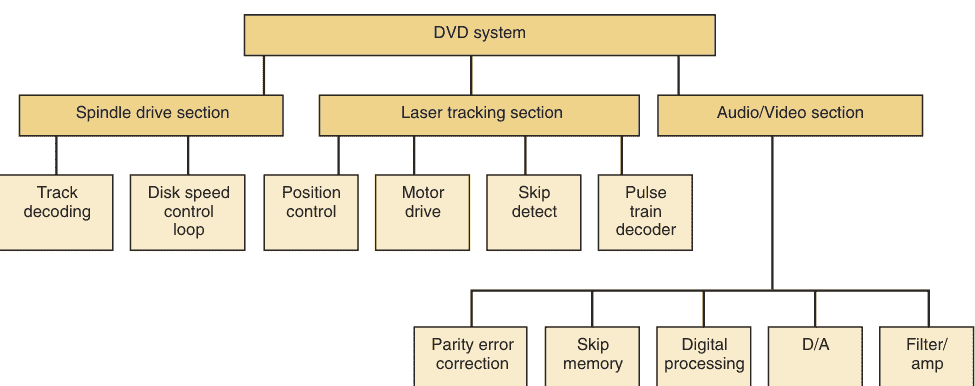 DVD system
Spindle drive section
Laser tracking section
Audio/Video section
Track
decoding
Disk speed
control
loop
Position
control
Motor
drive
Skip
detect
Pulse
train
decoder
Parity error
correction
Skip
memory
Digital
processing
D/A
Filter/
amp